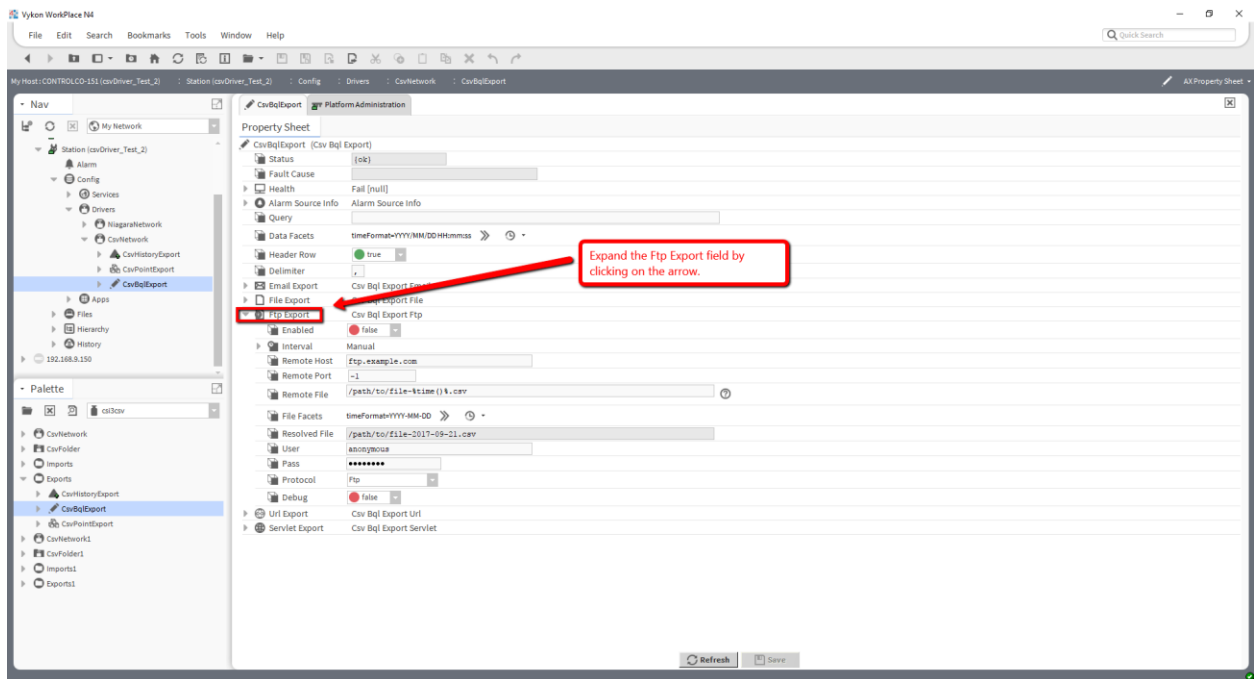 Vykon WorkPlace N4
File Edit Search Bookmarks Tools Window Help
Quick Search
My Host : CONTROLCO-151 (csvDriver_Test_2) : Station (csvDriver_Test_2) : Config : Drivers : CsvNetwork : CsvBqlExport
AX Property Sheet
Nav
My Network
Station (csvDriver_Test_2)
Alarm
Config
Services
Drivers
NiagaraNetwork
CsvNetwork
CsvHistoryExport
CsvPointExport
CsvBqlExport
Apps
Files
Hierarchy
History
192.168.9.150
Palette
csi3csv
CsvNetwork
CsvFolder
Imports
Exports
CsvHistoryExport
CsvBqlExport
CsvPointExport
CsvNetwork1
CsvFolder1
Imports1
Exports1
CsvBqlExport Platform Administration
Property Sheet
CsvBqlExport (Csv Bql Export)
Status {ok}
Fault Cause
Health Fail [null]
Alarm Source Info Alarm Source Info
Query
Data Facets timeFormat=YYYY/MM/DD HH:mm:ss
Header Row true
Delimiter ,
Email Export Csv Bql Export Email
File Export Csv Bql Export File
Ftp Export Csv Bql Export Ftp
Enabled false
Interval Manual
Remote Host ftp.example.com
Remote Port -1
Remote File /path/to/file-%time()%.csv
File Facets timeFormat=YYYY-MM-DD
Resolved File /path/to/file-2017-09-21.csv
User anonymous
Pass ••••••••
Protocol Ftp
Debug false
Url Export Csv Bql Export Url
Servlet Export Csv Bql Export Servlet
Expand the Ftp Export field by
clicking on the arrow.
Refresh Save